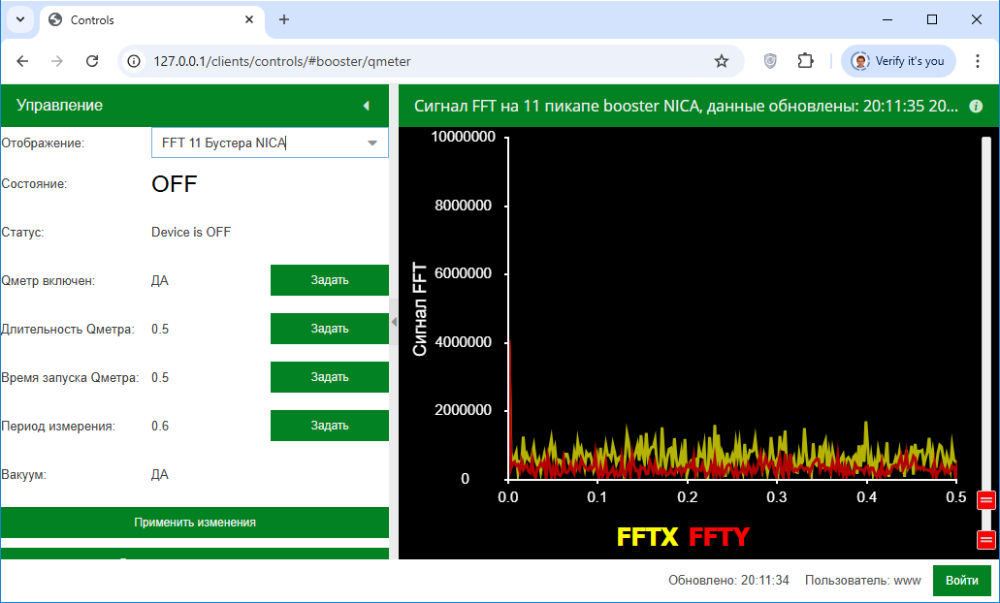 Controls
127.0.0.1/clients/controls/#booster/qmeter
Verify it's you
Управление
Отображение: FFT 11 Бустера NICA
Состояние: OFF
Статус: Device is OFF
Qметр включен: ДА Задать
Длительность Qметра: 0.5 Задать
Время запуска Qметра: 0.5 Задать
Период измерения: 0.6 Задать
Вакуум: ДА
Применить изменения
Сигнал FFT на 11 пикапе booster NICA, данные обновлены: 20:11:35 20...
Сигнал FFT
10000000
8000000
6000000
4000000
2000000
0
0.0 0.1 0.2 0.3 0.4 0.5
FFTX FFTY
Обновлено: 20:11:34 Пользователь: www Войти